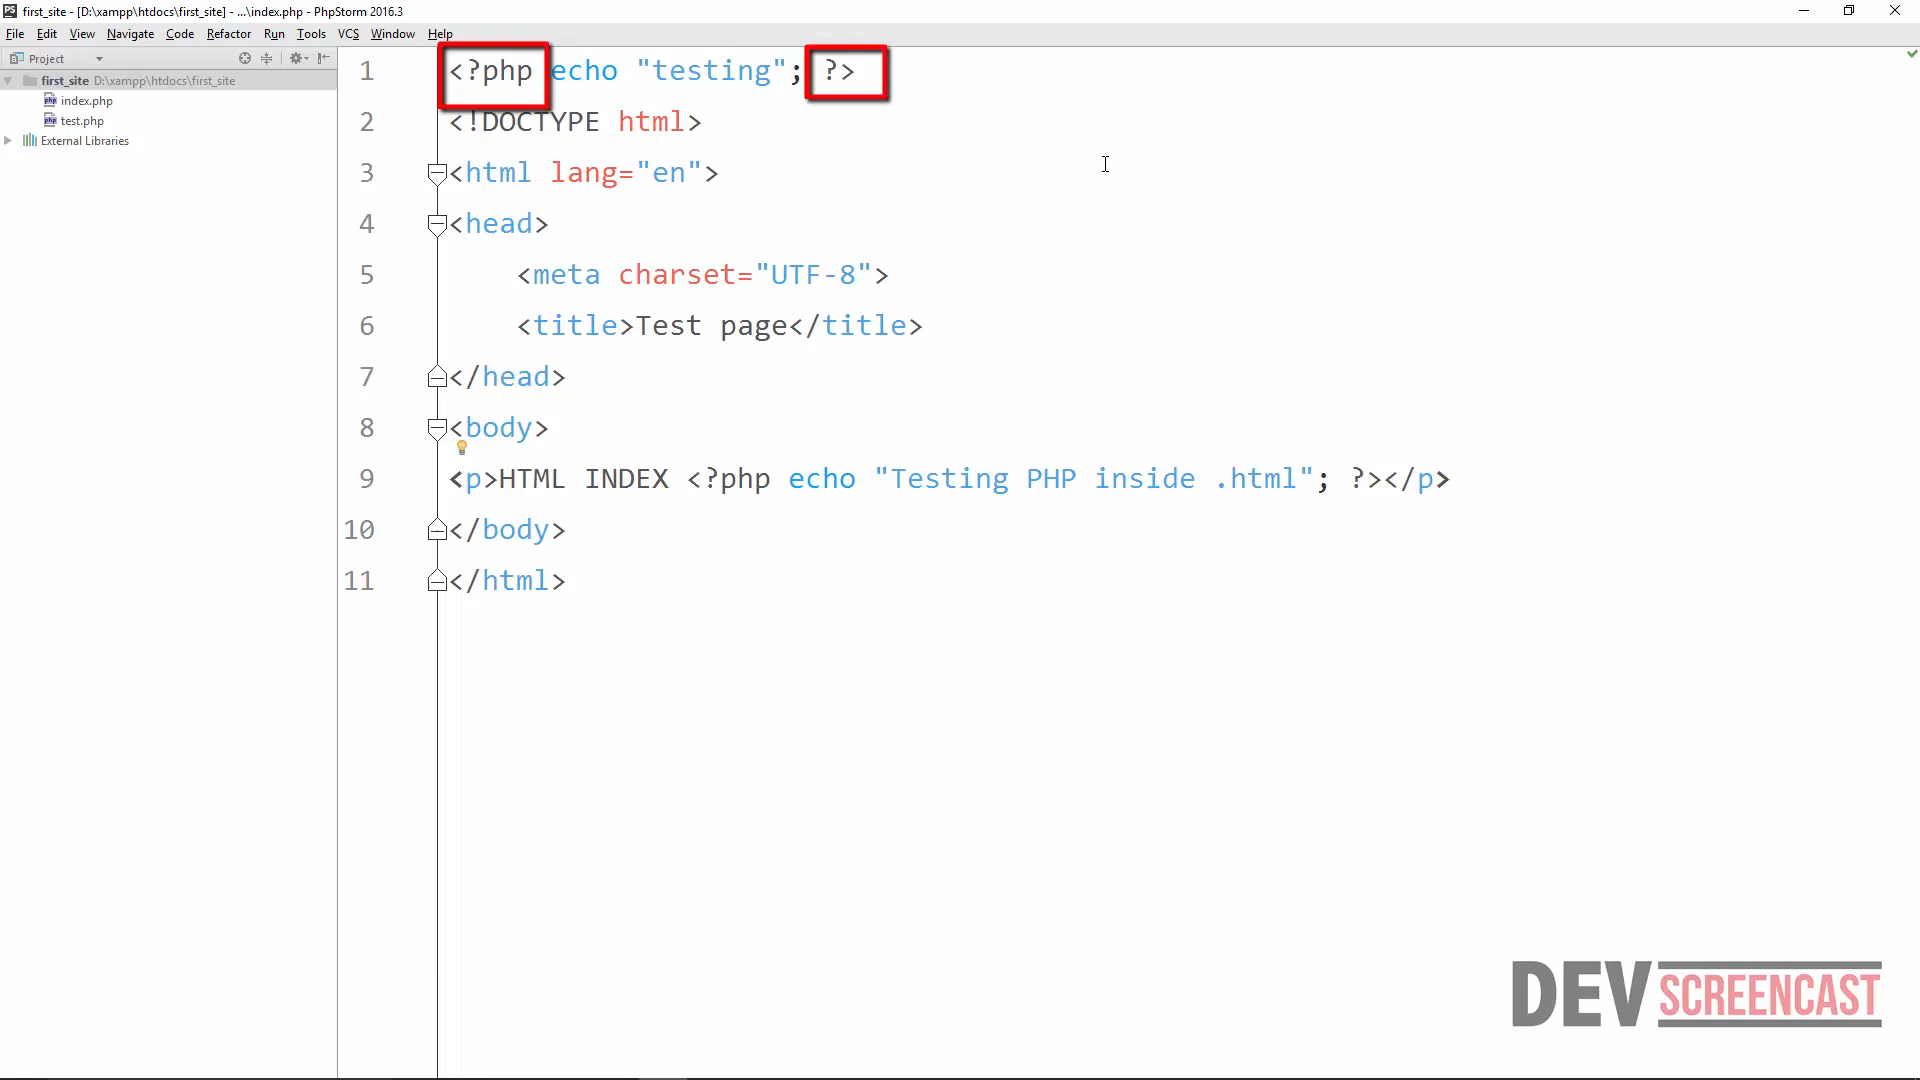 first_site - [D:\xampp\htdocs\first_site] - ...\index.php - PhpStorm 2016.3
File Edit View Navigate Code Refactor Run Tools VCS Window Help
Project
first_site D:\xampp\htdocs\first_site
index.php
test.php
External Libraries
1 <?php echo "testing"; ?>
2 <!DOCTYPE html>
3 <html lang="en">
4 <head>
5 <meta charset="UTF-8">
6 <title>Test page</title>
7 </head>
8 <body>
9 <p>HTML INDEX <?php echo "Testing PHP inside .html"; ?></p>
10 </body>
11 </html>
DEV SCREENCAST